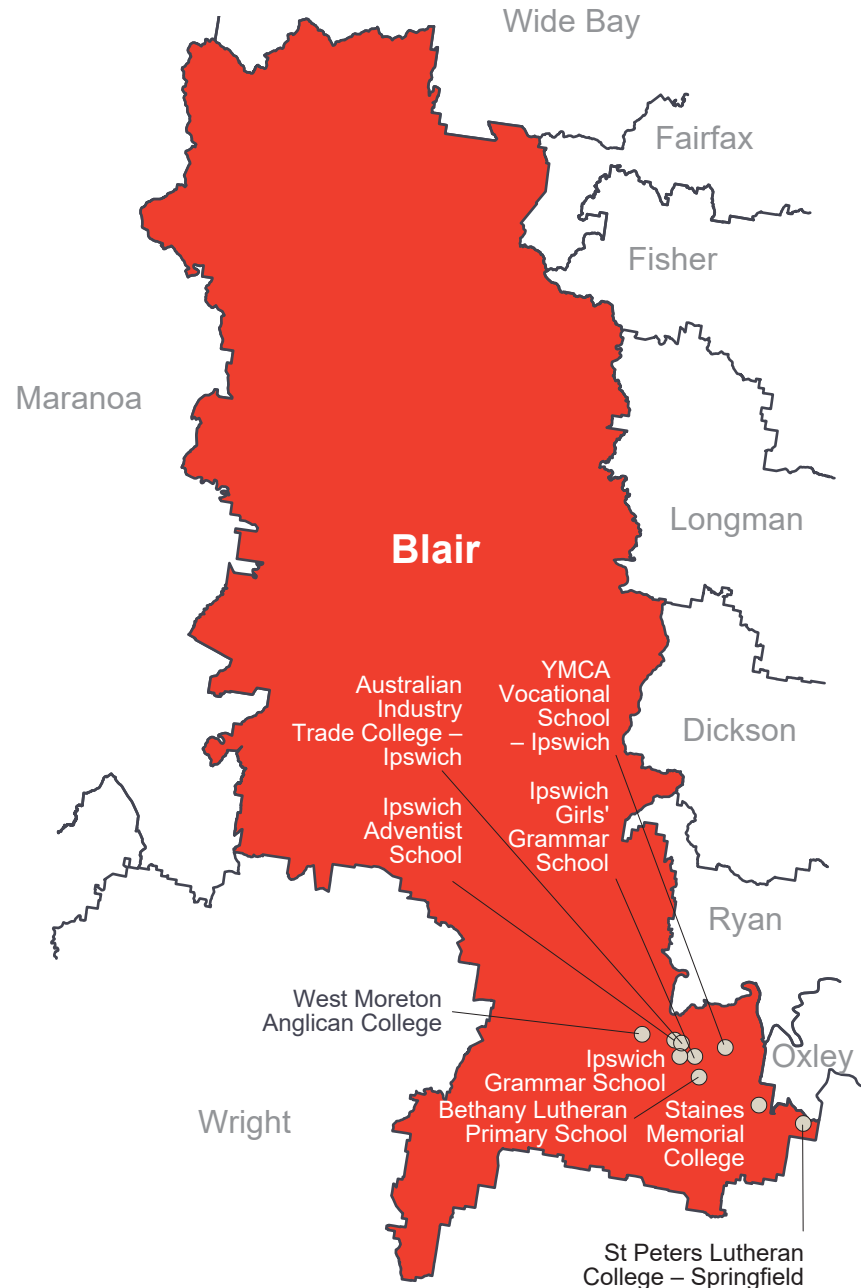 Wide Bay
Fairfax
Fisher
Maranoa
Longman
Blair
Australian
Industry
Trade College –
Ipswich
YMCA
Vocational
School
– Ipswich
Dickson
Ipswich
Adventist
School
Ipswich
Girls'
Grammar
School
Ryan
West Moreton
Anglican College
Oxley
Ipswich
Grammar School
Bethany Lutheran
Primary School
Staines
Memorial
College
Wright
St Peters Lutheran
College – Springfield